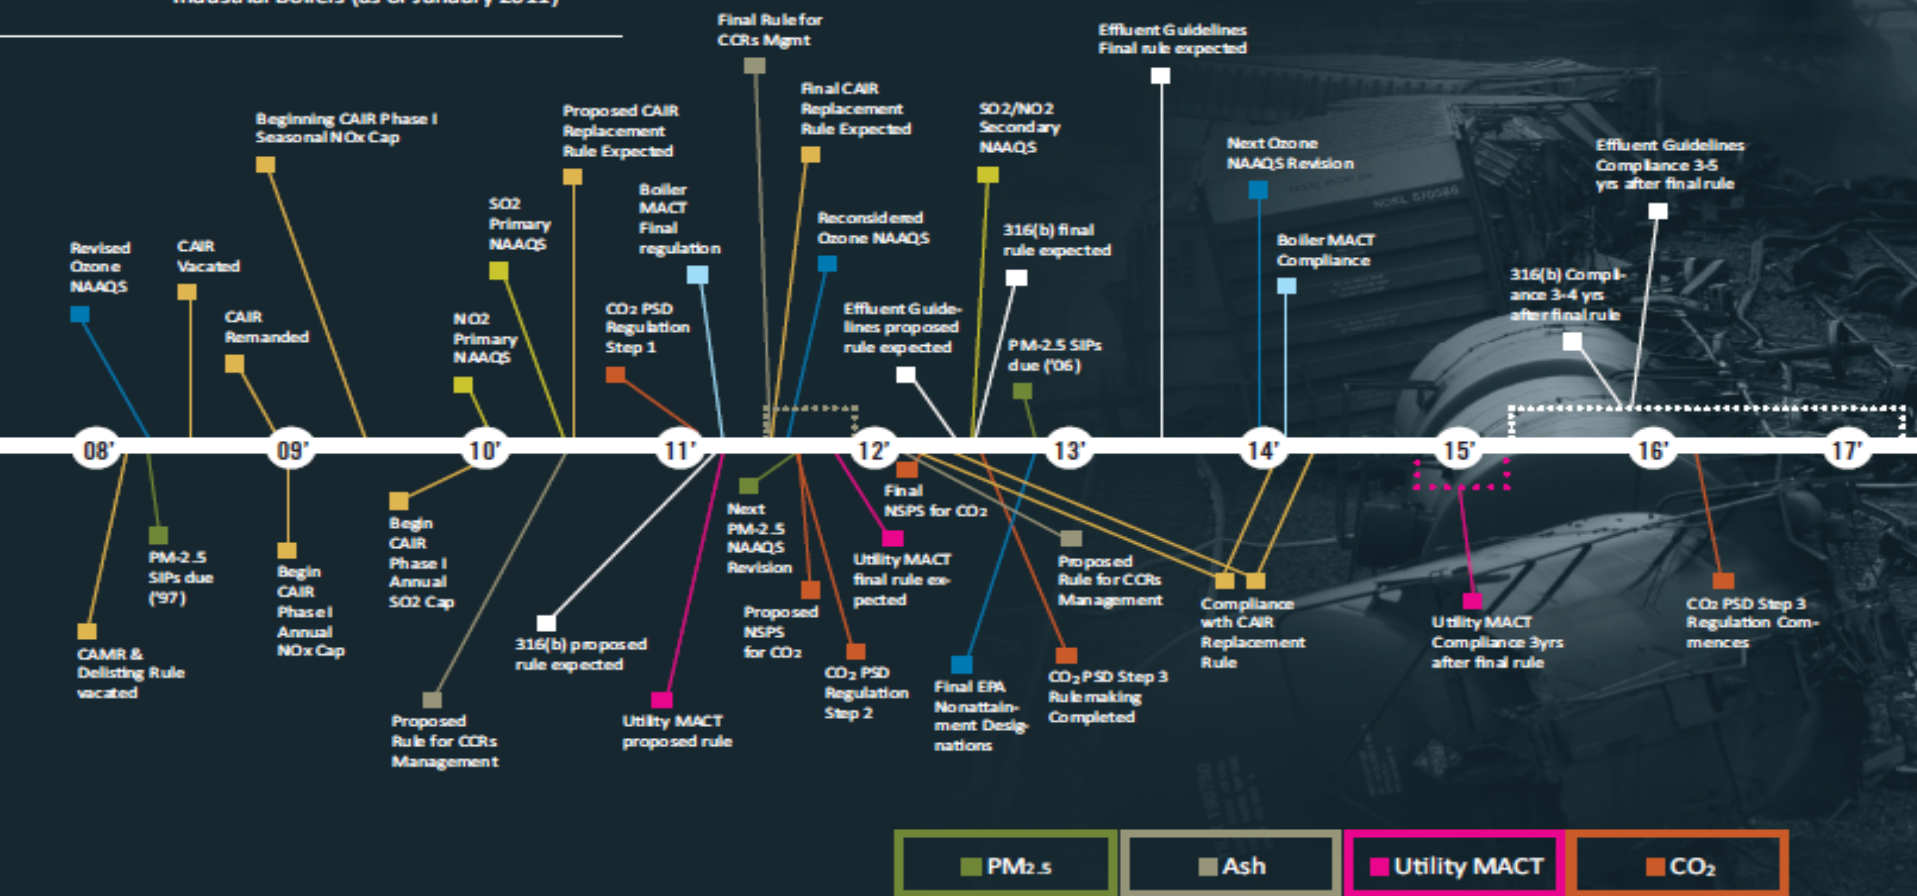 Industrial Boilers (as of January 2011)
Final Rule for
CCRs Mgmt
Effluent Guidelines
Final rule expected
Beginning CAIR Phase I
Seasonal NOx Cap
Proposed CAIR
Replacement
Rule Expected
Final CAIR
Replacement
Rule Expected
SO2/NO2
Secondary
NAAQS
Next Ozone
NAAQS Revision
Effluent Guidelines
Compliance 3-5
yrs after final rule
Revised
Ozone
NAAQS
CAIR
Vacated
CAIR
Remanded
SO2
Primary
NAAQS
NO2
Primary
NAAQS
Boiler
MACT
Final
regulation
CO2 PSD
Regulation
Step 1
Reconsidered
Ozone NAAQS
Effluent Guide-
lines proposed
rule expected
316(b) final
rule expected
PM-2.5 SIPs
due ('06)
Boiler MACT
Compliance
316(b) Compli-
ance 3-4 yrs
after final rule
NORL 570586
08' 09' 10' 11' 12' 13' 14' 15' 16' 17'
CAMR &
Delisting Rule
vacated
PM-2.5
SIPs due
('97)
Begin
CAIR
Phase I
Annual
NOx Cap
Begin
CAIR
Phase I
Annual
SO2 Cap
Proposed
Rule for CCRs
Management
316(b) proposed
rule expected
Utility MACT
proposed rule
Next
PM-2.5
NAAQS
Revision
Proposed
NSPS
for CO2
CO2 PSD
Regulation
Step 2
Utility MACT
final rule ex-
pected
Final
NSPS for CO2
Final EPA
Nonattain-
ment Desig-
nations
CO2 PSD Step 3
Rulemaking
Completed
Proposed
Rule for CCRs
Management
Compliance
wth CAIR
Replacement
Rule
Utility MACT
Compliance 3yrs
after final rule
CO2 PSD Step 3
Regulation Com-
mences
PM2.5
Ash
Utility MACT
CO2